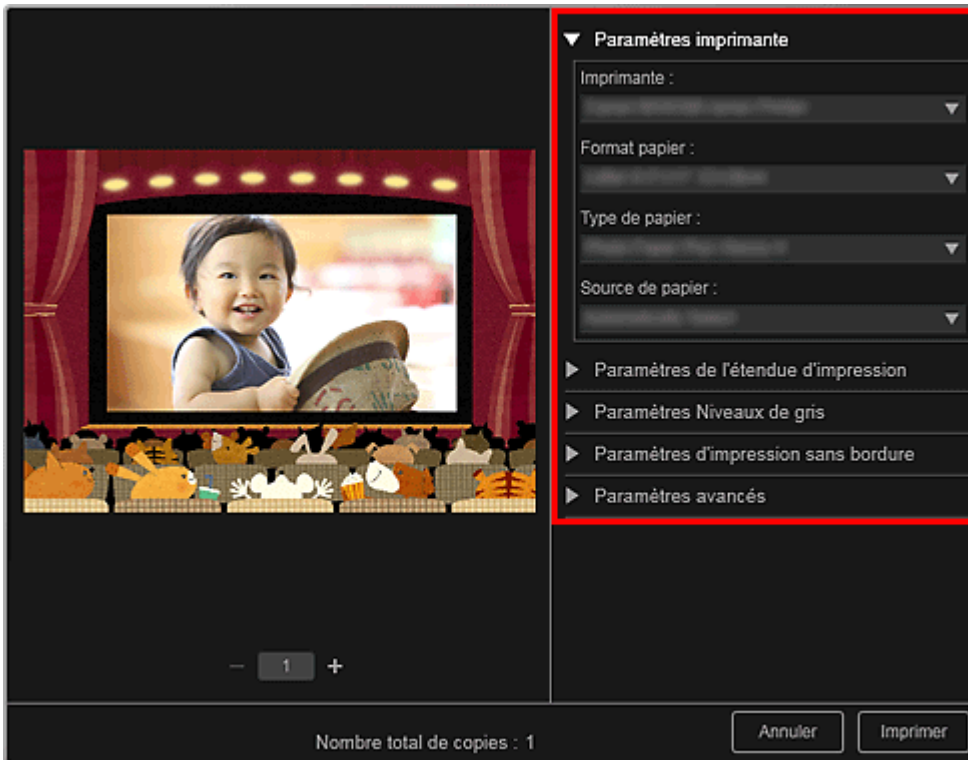 Paramètres imprimante
Imprimante :
Format papier :
Type de papier :
Source de papier :
Paramètres de l'étendue d'impression
Paramètres Niveaux de gris
Paramètres d'impression sans bordure
Paramètres avancés
1
Nombre total de copies : 1
Annuler
Imprimer